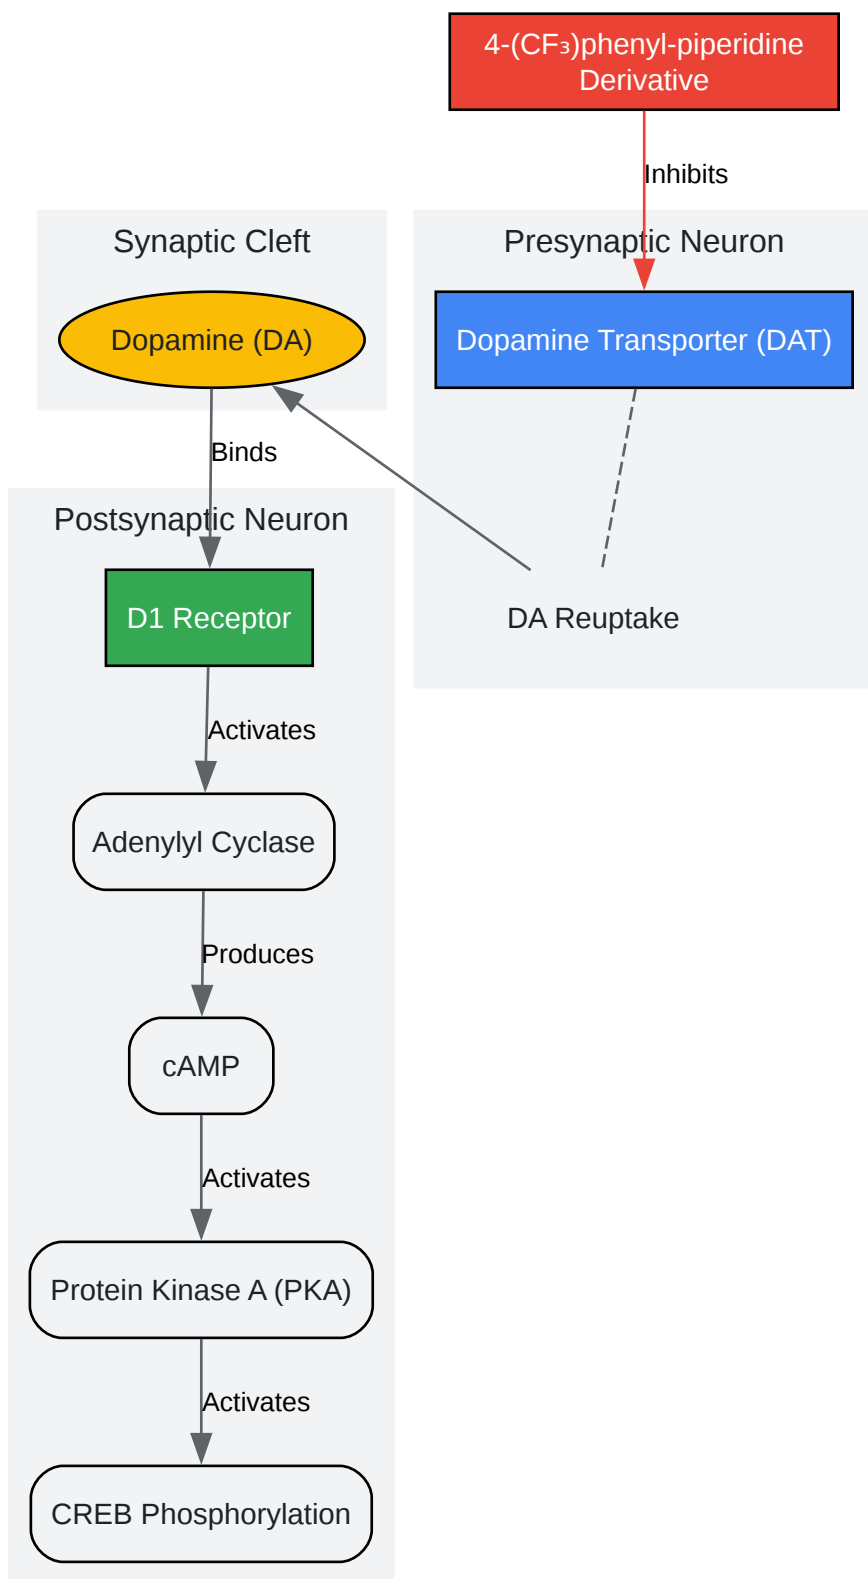 4-(CF₃)phenyl-piperidine
Derivative
Inhibits
Synaptic Cleft
Presynaptic Neuron
Dopamine (DA)
Dopamine Transporter (DAT)
Binds
Postsynaptic Neuron
D1 Receptor
DA Reuptake
Activates
Adenylyl Cyclase
Produces
cAMP
Activates
Protein Kinase A (PKA)
Activates
CREB Phosphorylation